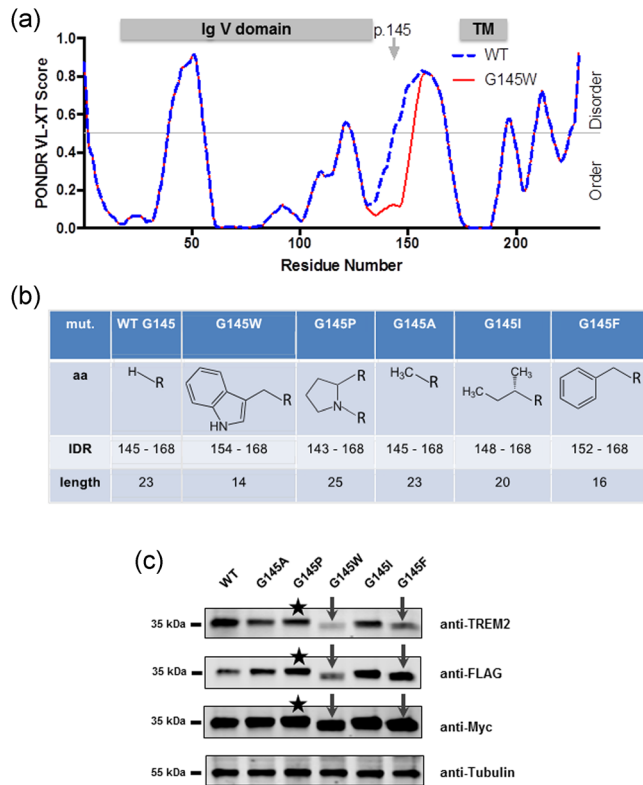 (a)
Ig V domain p.145 TM
1.0
0.8
0.6
0.4
0.2
0.0
PONDR VL-XT Score
WT
G145W
Disorder
Order
50 100 150 200
Residue Number
(b)
mut. WT G145 G145W G145P G145A G145I G145F
aa H R NH R R N R H₃C R CH₃ H₃C R R
IDR 145 - 168 154 - 168 143 - 168 145 - 168 148 - 168 152 - 168
length 23 14 25 23 20 16
(c)
WT G145A G145P G145W G145I G145F
35 kDa anti-TREM2
35 kDa anti-FLAG
35 kDa anti-Myc
55 kDa anti-Tubulin